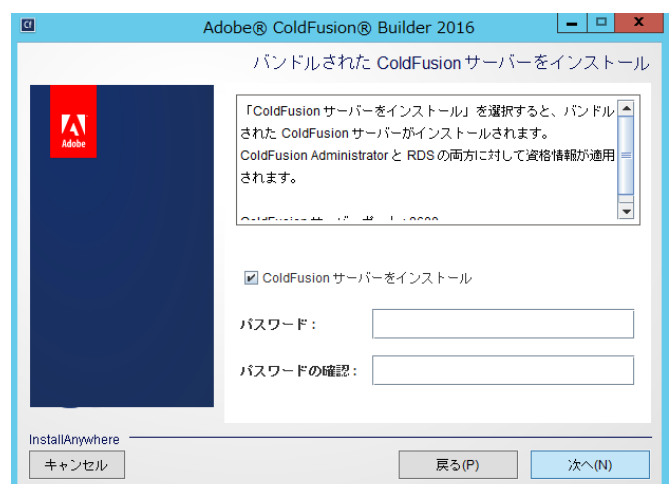 Adobe® ColdFusion® Builder 2016
バンドルされた ColdFusion サーバーをインストール
Adobe
「ColdFusion サーバーをインストール」を選択すると、バンドル
された ColdFusion サーバーがインストールされます。
ColdFusion Administrator と RDS の両方に対して資格情報が適用
されます。
☑ ColdFusion サーバーをインストール
パスワード :
パスワードの確認 :
InstallAnywhere
キャンセル
戻る(P)
次へ(N)